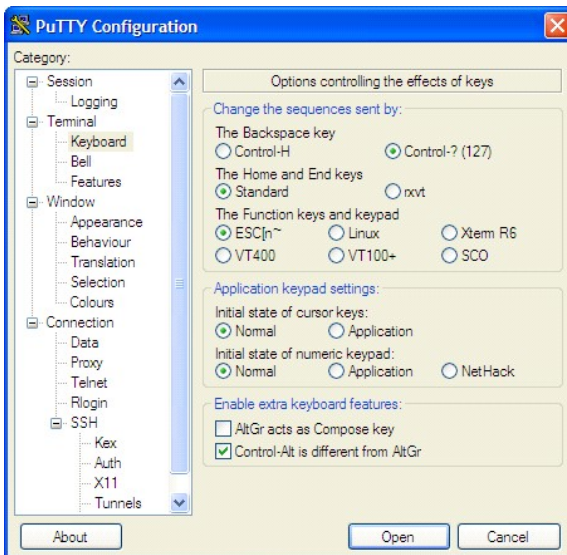 PuTTY Configuration
Category:
Session
Logging
Terminal
Keyboard
Bell
Features
Window
Appearance
Behaviour
Translation
Selection
Colours
Connection
Data
Proxy
Telnet
Rlogin
SSH
Kex
Auth
X11
Tunnels
Options controlling the effects of keys
Change the sequences sent by:
The Backspace key
Control-H Control-? (127)
The Home and End keys
Standard rxvt
The Function keys and keypad
ESC[n~ Linux Xterm R6
VT400 VT100+ SCO
Application keypad settings:
Initial state of cursor keys:
Normal Application
Initial state of numeric keypad:
Normal Application NetHack
Enable extra keyboard features:
AltGr acts as Compose key
Control-Alt is different from AltGr
About Open Cancel